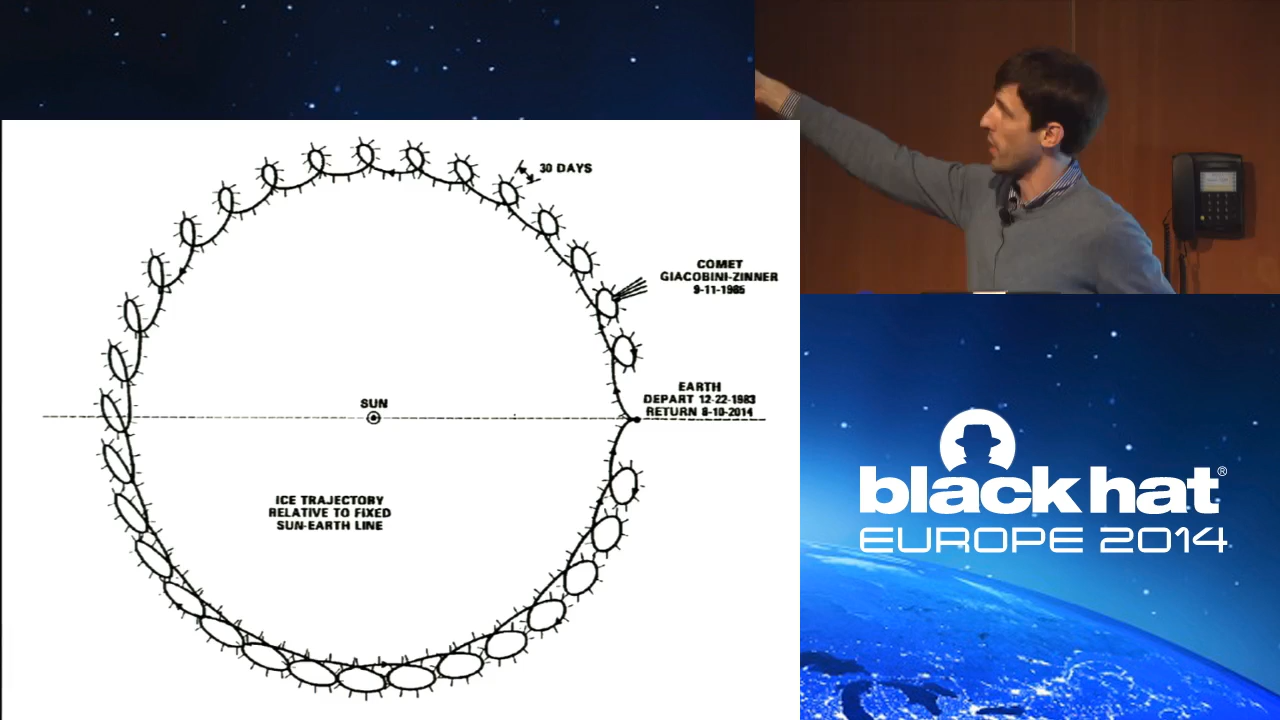 30 DAYS
COMET
GIACOBINI-ZINNER
9-11-1985
EARTH
DEPART 12-22-1983
RETURN 8-10-2014
SUN
ICE TRAJECTORY
RELATIVE TO FIXED
SUN-EARTH LINE
black hat®
EUROPE 2014